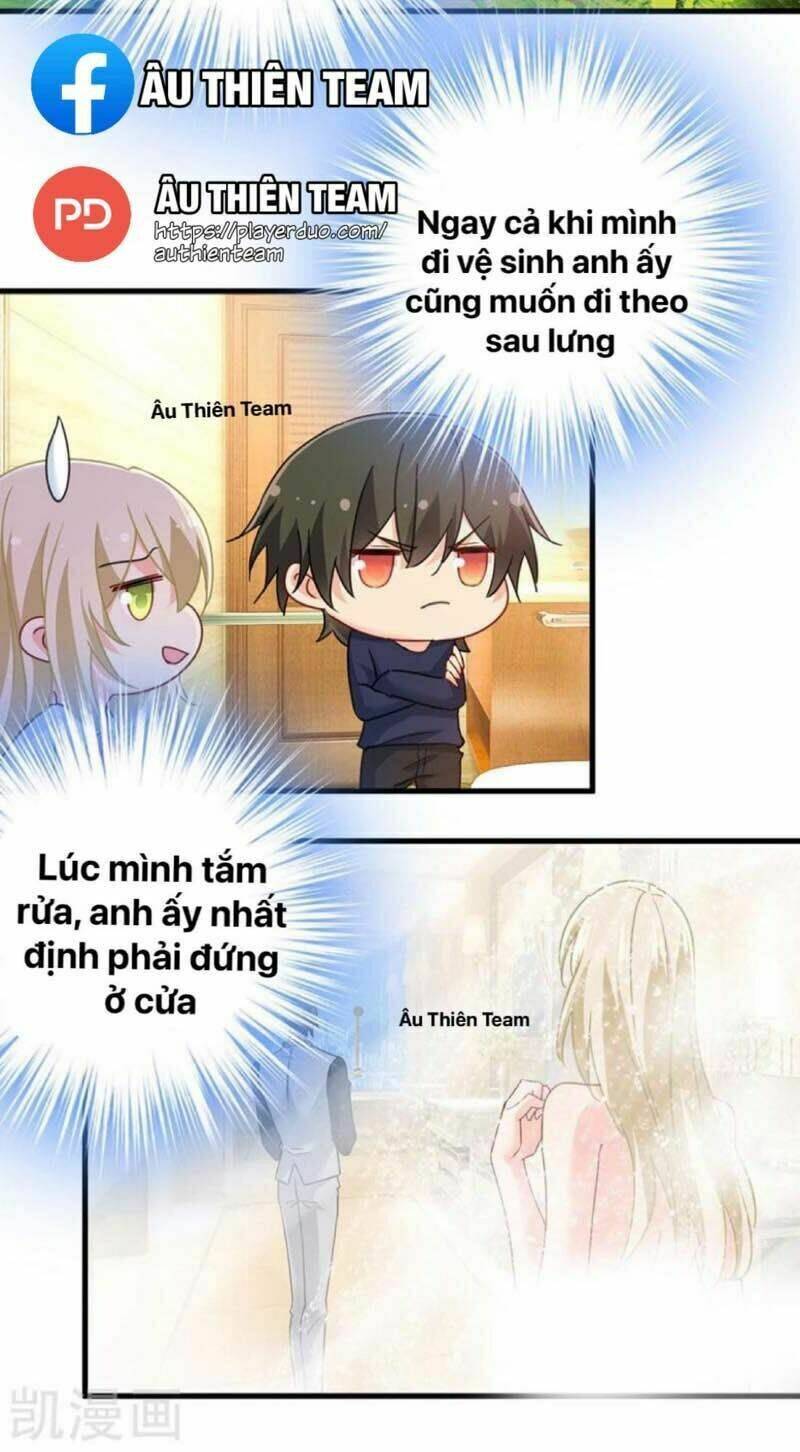 ÂU THIÊN TEAM
PD
ÂU THIÊN TEAM
https://playerduo.com/
authienteam
Ngay cả khi mình
đi vệ sinh anh ấy
cũng muốn đi theo
sau lưng
Âu Thiên Team
Lúc mình tắm
rửa, anh ấy nhất
định phải đứng
ở cửa
Âu Thiên Team
凯漫画